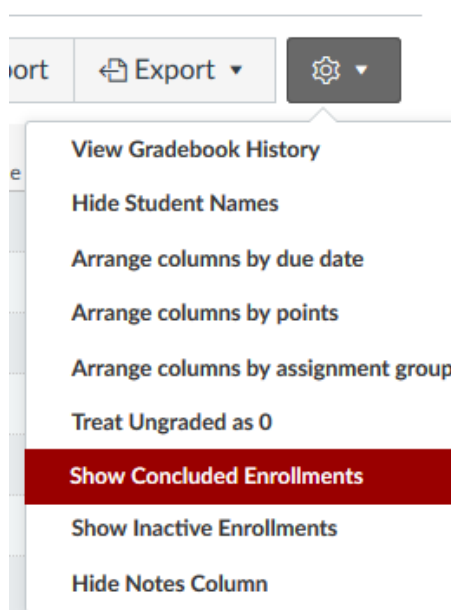 ort Export
e
View Gradebook History
Hide Student Names
Arrange columns by due date
Arrange columns by points
Arrange columns by assignment group
Treat Ungraded as 0
Show Concluded Enrollments
Show Inactive Enrollments
Hide Notes Column